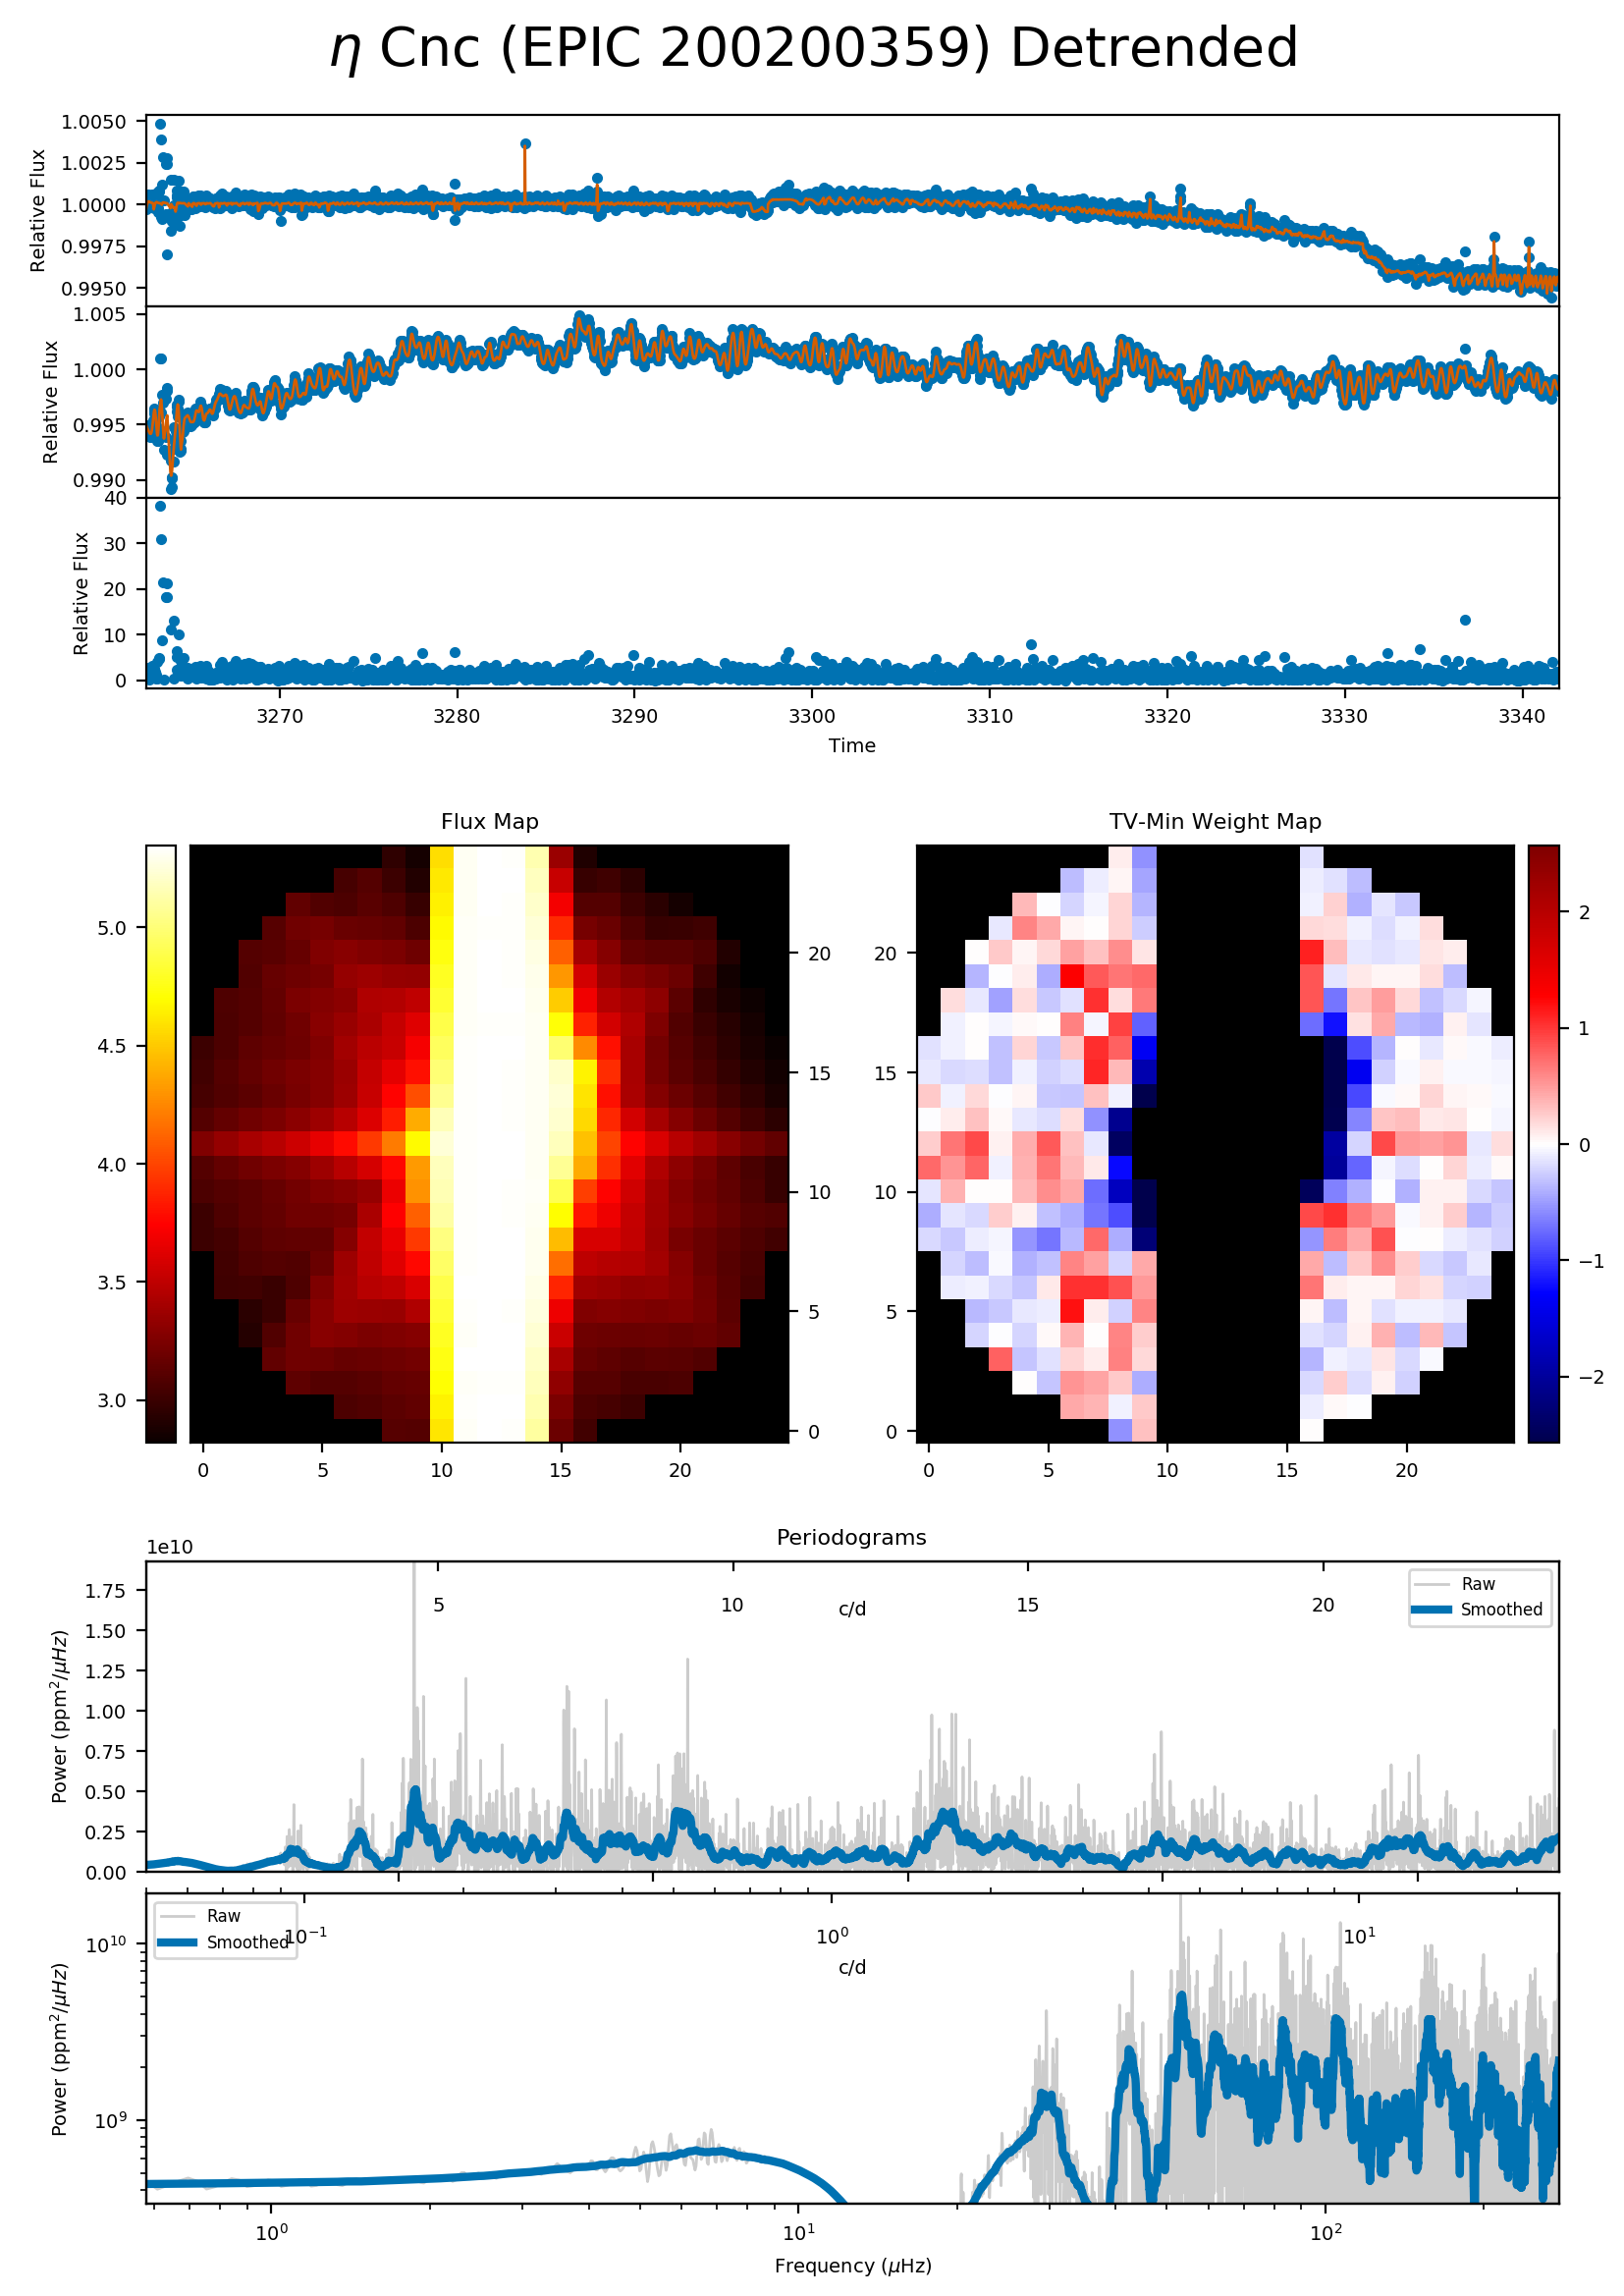 η Cnc (EPIC 200200359) Detrended
1.0050
1.0025
1.0000
0.9975
0.9950
Relative Flux
1.005
1.000
0.995
0.990
Relative Flux
40
30
20
10
0
Relative Flux
3270 3280 3290 3300 3310 3320 3330 3340
Time
Flux Map
5.0
4.5
4.0
3.5
3.0
20
15
10
5
0
0 5 10 15 20
TV-Min Weight Map
20
15
10
5
0
0 5 10 15 20
2
1
0
−1
−2
Periodograms
1e10
1.75
1.50
1.25
1.00
0.75
0.50
0.25
0.00
Power (ppm²/μHz)
5 10 15 20
c/d
Raw
Smoothed
Raw
Smoothed
10⁻¹ 10⁰ 10¹
c/d
10¹⁰
10⁹
Power (ppm²/μHz)
10⁰ 10¹ 10²
Frequency (μHz)